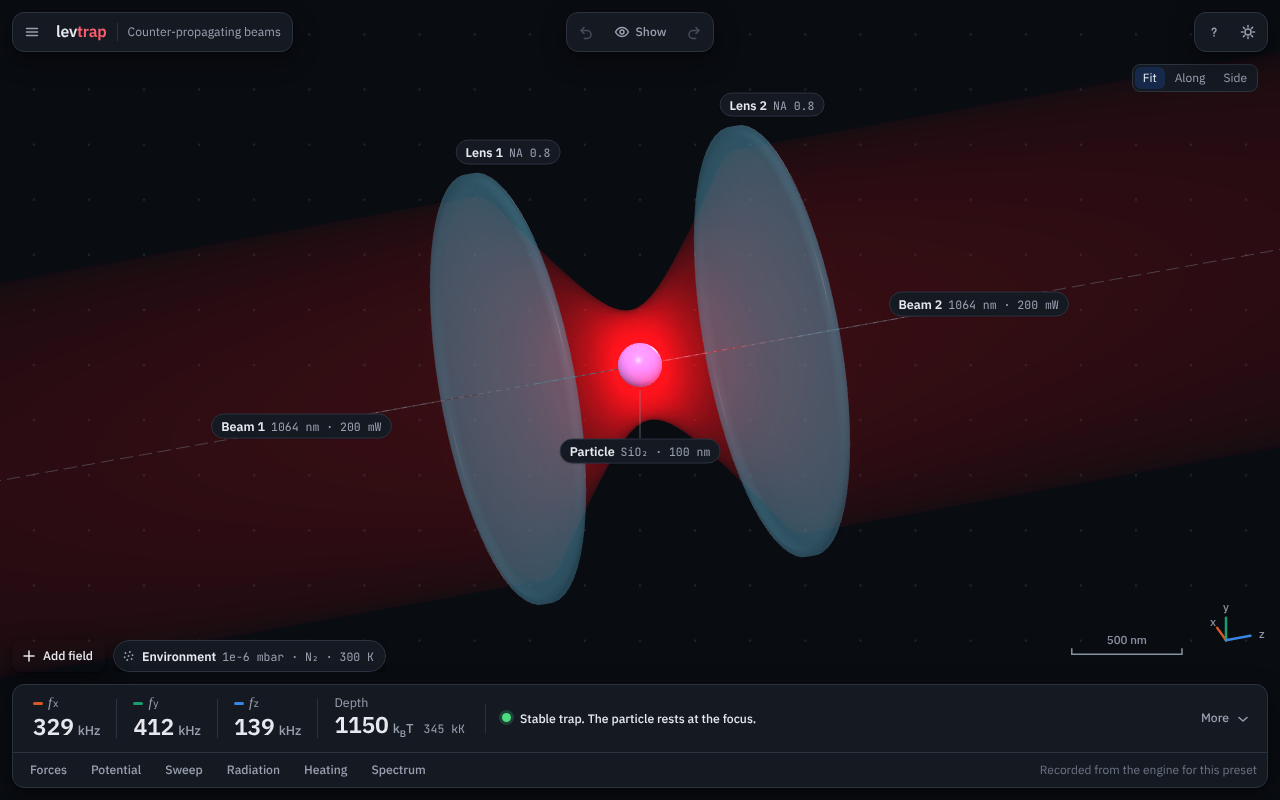 levtrap Counter-propagating beams
Show
?
Fit Along Side
Lens 2 NA 0.8
Lens 1 NA 0.8
Beam 2 1064 nm · 200 mW
Beam 1 1064 nm · 200 mW
Particle SiO₂ · 100 nm
y
x
z
500 nm
Add field
Environment 1e-6 mbar · N₂ · 300 K
fx
329 kHz
fy
412 kHz
fz
139 kHz
Depth
1150 kBT 345 kK
Stable trap. The particle rests at the focus.
More
Forces Potential Sweep Radiation Heating Spectrum
Recorded from the engine for this preset